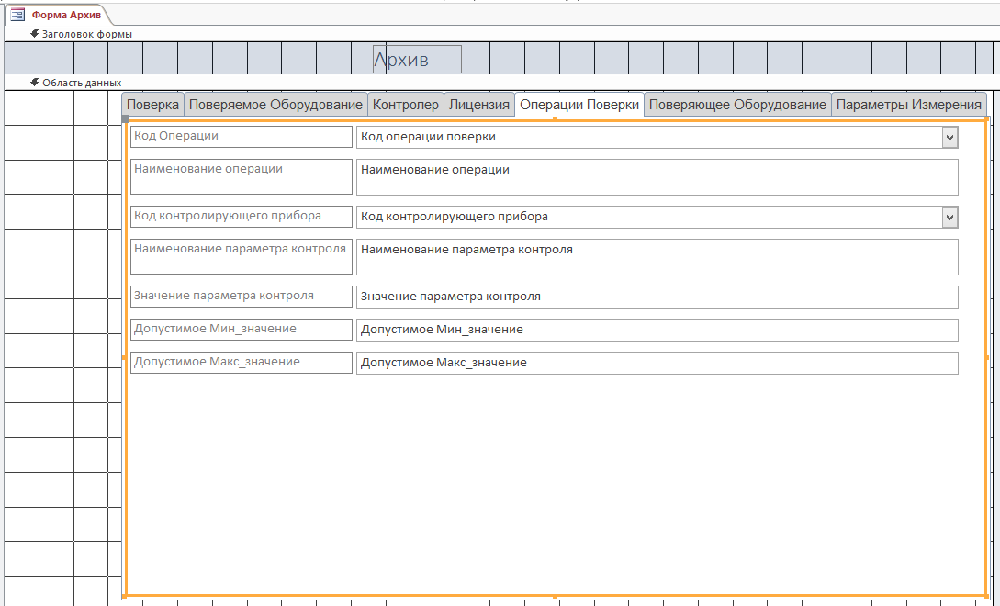 Форма Архив
Заголовок формы
Архив
Область данных
Поверка Поверяемое Оборудование Контролер Лицензия Операции Поверки Поверяющее Оборудование Параметры Измерения
Код Операции Код операции поверки
Наименование операции Наименование операции
Код контролирующего прибора Код контролирующего прибора
Наименование параметра контроля Наименование параметра контроля
Значение параметра контроля Значение параметра контроля
Допустимое Мин_значение Допустимое Мин_значение
Допустимое Макс_значение Допустимое Макс_значение